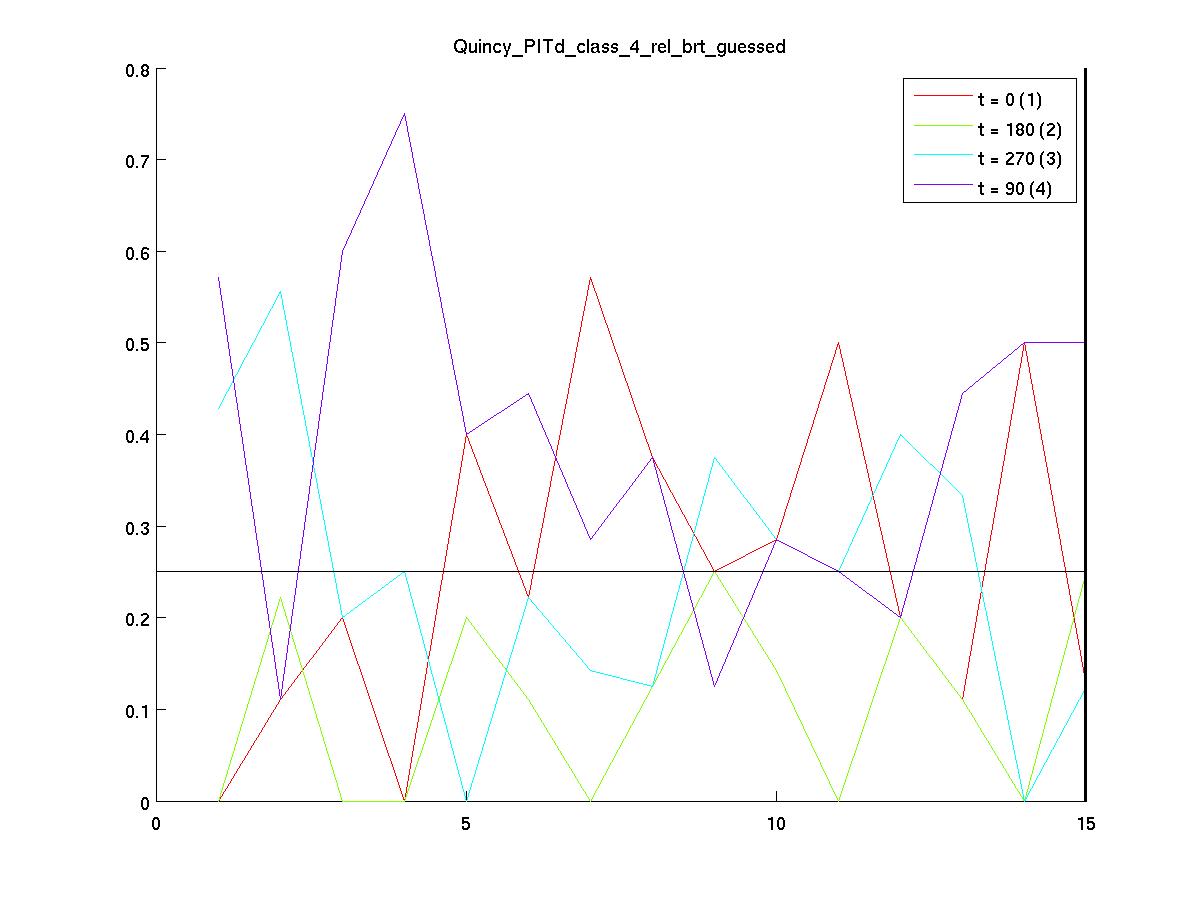 Quincy_PITd_class_4_rel_brt_guessed
0.8
0.7
0.6
0.5
0.4
0.3
0.2
0.1
0
0 5 10 15
t = 0 (1)
t = 180 (2)
t = 270 (3)
t = 90 (4)